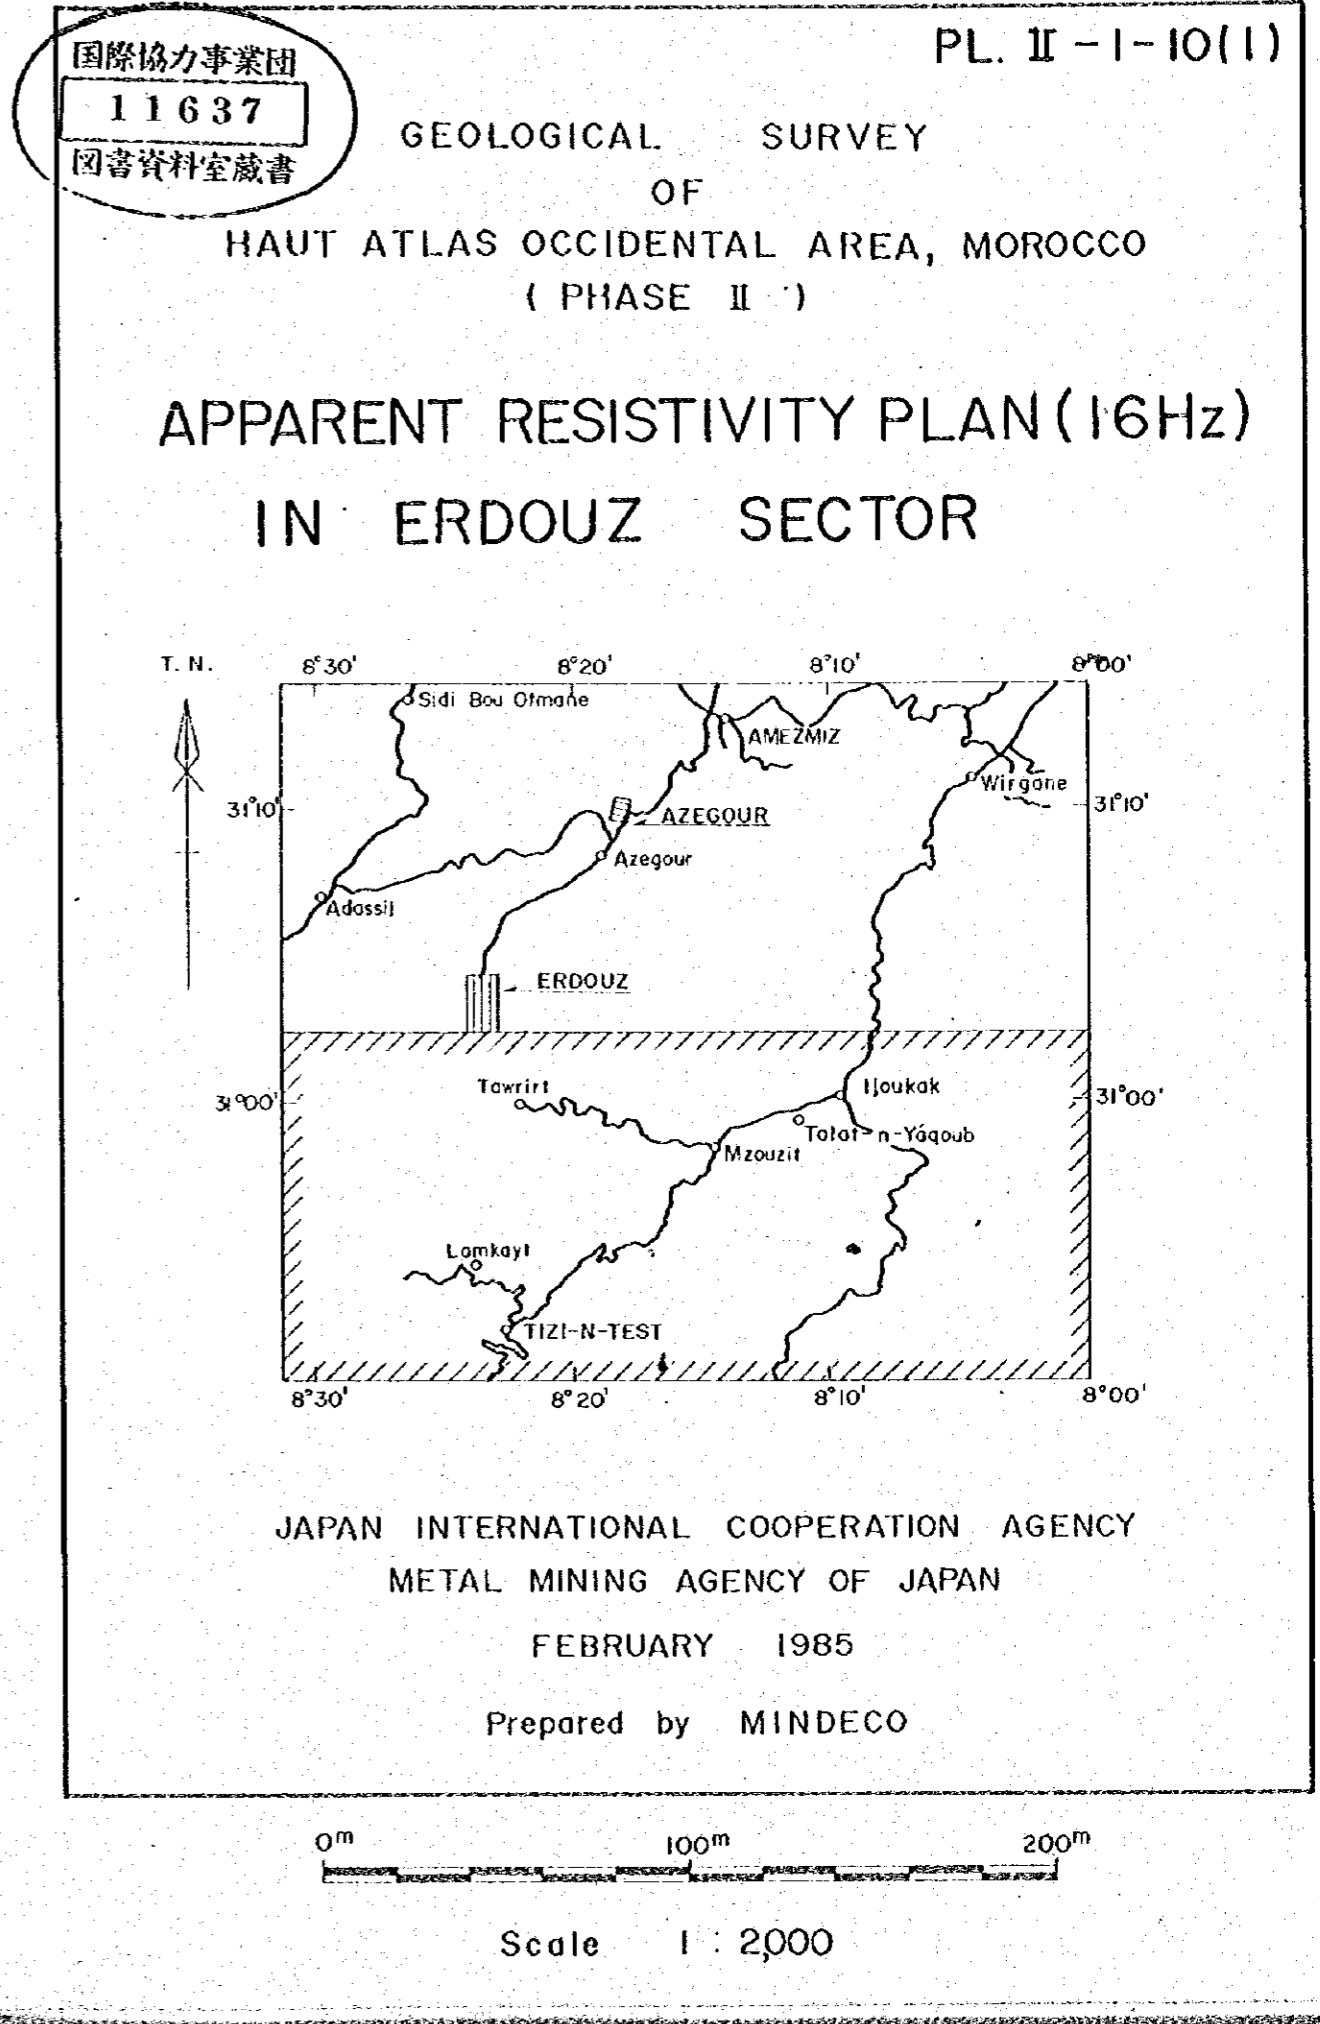 PL. II-1-10(1)
国際協力事業団
11637
図書資料室蔵書
GEOLOGICAL SURVEY
OF
HAUT ATLAS OCCIDENTAL AREA, MOROCCO
( PHASE II )
APPARENT RESISTIVITY PLAN (16Hz)
IN ERDOUZ SECTOR
T. N.
8°30' 8°20' 8°10' 8°00'
Sidi Bou Otmane
AMEZMIZ
Wirgane
31°10' 31°10'
AZEGOUR
Azegour
Adassil
ERDOUZ
Tawrirt
Ijoukak
31°00' 31°00'
Talat-n-Yáqoub
Mzouzit
Lamkayt
TIZI-N-TEST
8°30' 8°20' 8°10' 8°00'
JAPAN INTERNATIONAL COOPERATION AGENCY
METAL MINING AGENCY OF JAPAN
FEBRUARY 1985
Prepared by MINDECO
0m 100m 200m
Scale 1 : 2,000